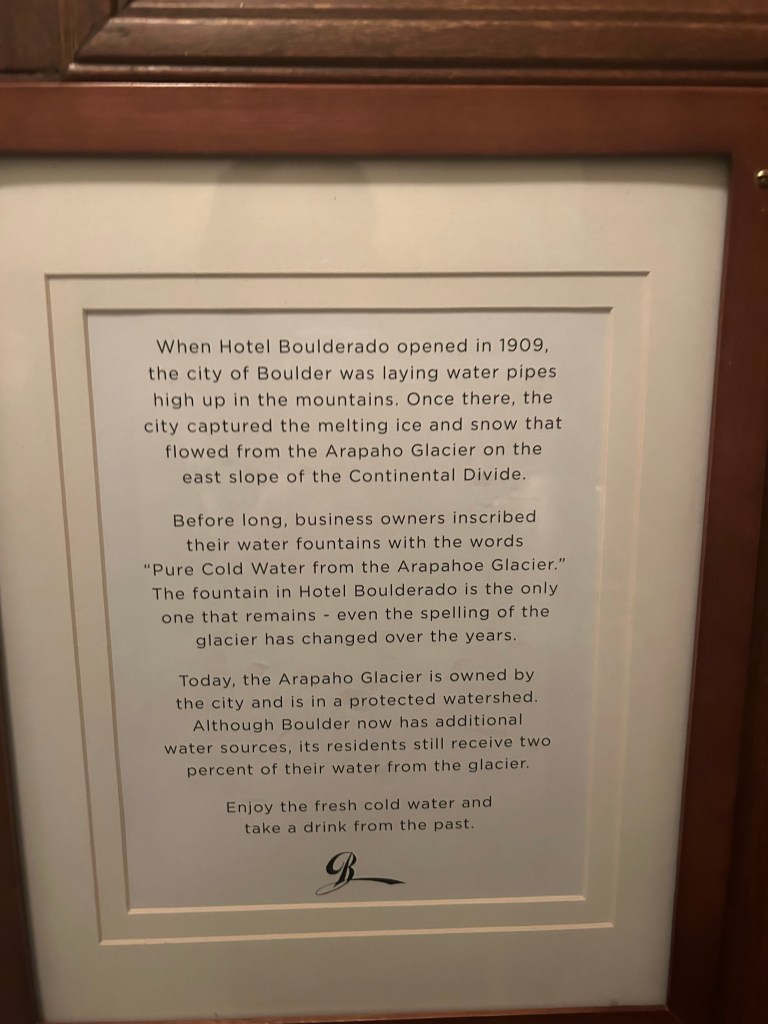 When Hotel Boulderado opened in 1909,
the city of Boulder was laying water pipes
high up in the mountains. Once there, the
city captured the melting ice and snow that
flowed from the Arapaho Glacier on the
east slope of the Continental Divide.
Before long, business owners inscribed
their water fountains with the words
“Pure Cold Water from the Arapahoe Glacier.”
The fountain in Hotel Boulderado is the only
one that remains - even the spelling of the
glacier has changed over the years.
Today, the Arapaho Glacier is owned by
the city and is in a protected watershed.
Although Boulder now has additional
water sources, its residents still receive two
percent of their water from the glacier.
Enjoy the fresh cold water and
take a drink from the past.
B